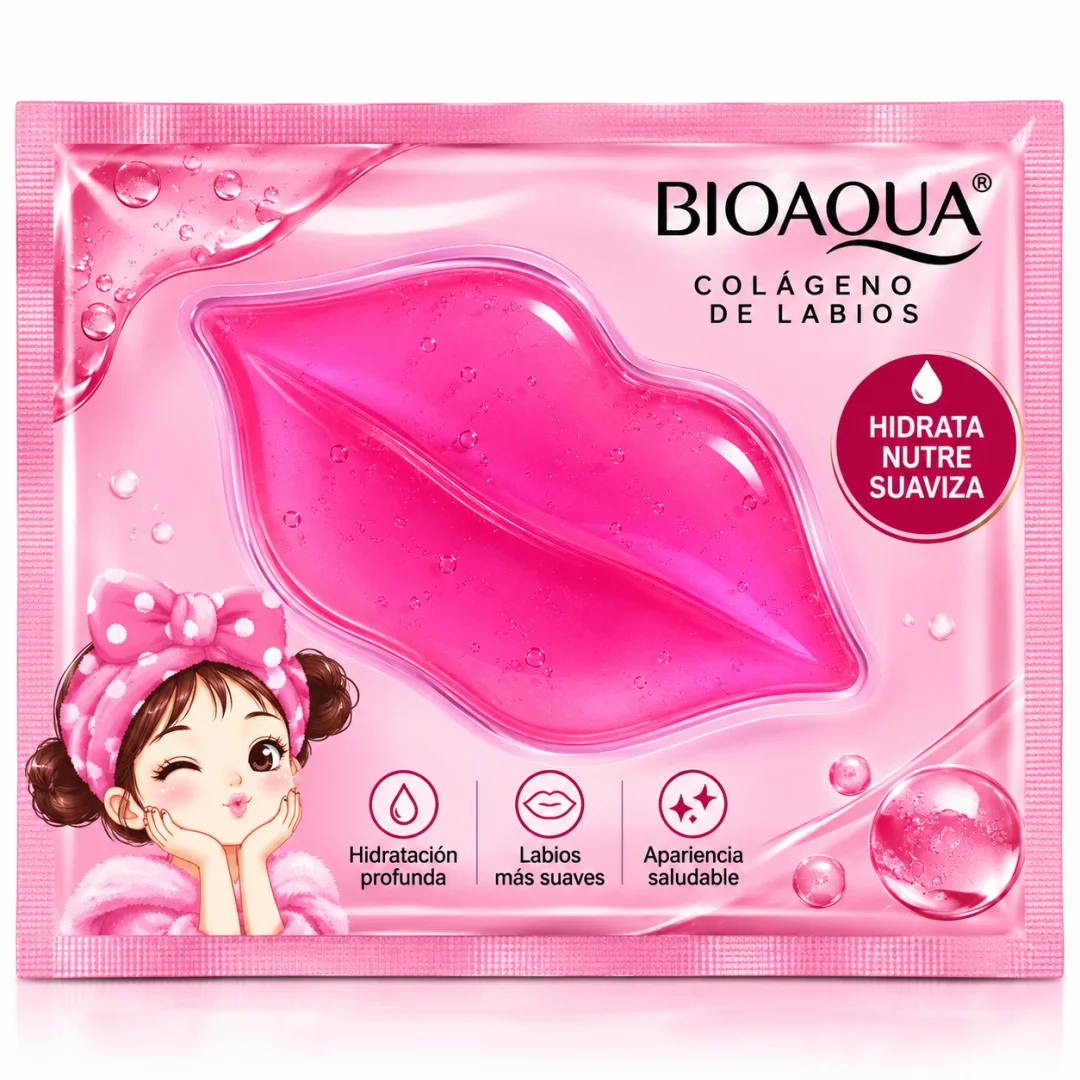 BIOAQUA®
COLÁGENO
DE LABIOS
HIDRATA
NUTRE
SUAVIZA
Hidratación
profunda
Labios
más suaves
Apariencia
saludable